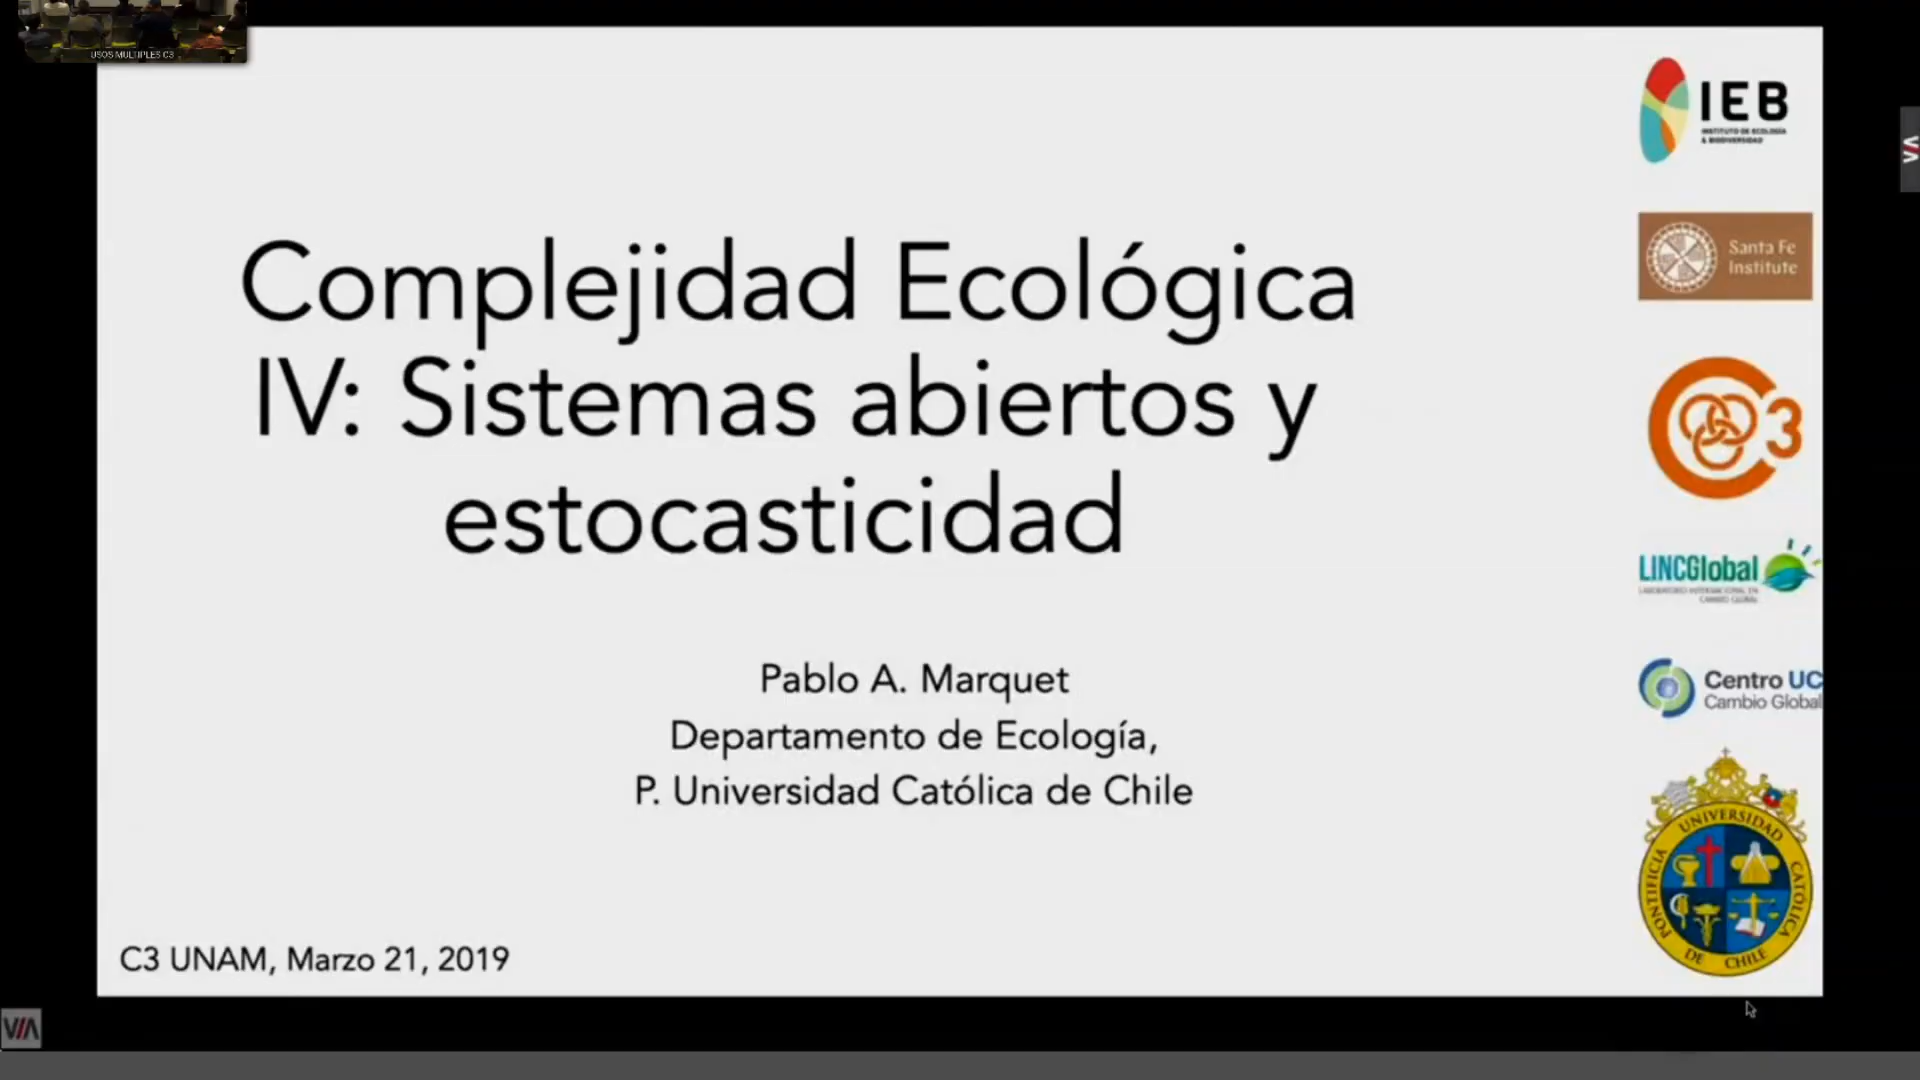 USOS MULTIPLES C3
Complejidad Ecológica
IV: Sistemas abiertos y
estocasticidad
Pablo A. Marquet
Departamento de Ecología,
P. Universidad Católica de Chile
C3 UNAM, Marzo 21, 2019
IEB
INSTITUTO DE ECOLOGÍA
& BIODIVERSIDAD
Santa Fe
Institute
3
LINCGlobal
LABORATORIO INTERNACIONAL EN
CAMBIO GLOBAL
Centro UC
Cambio Global
PONTIFICIA UNIVERSIDAD CATOLICA
DE CHILE
VIA